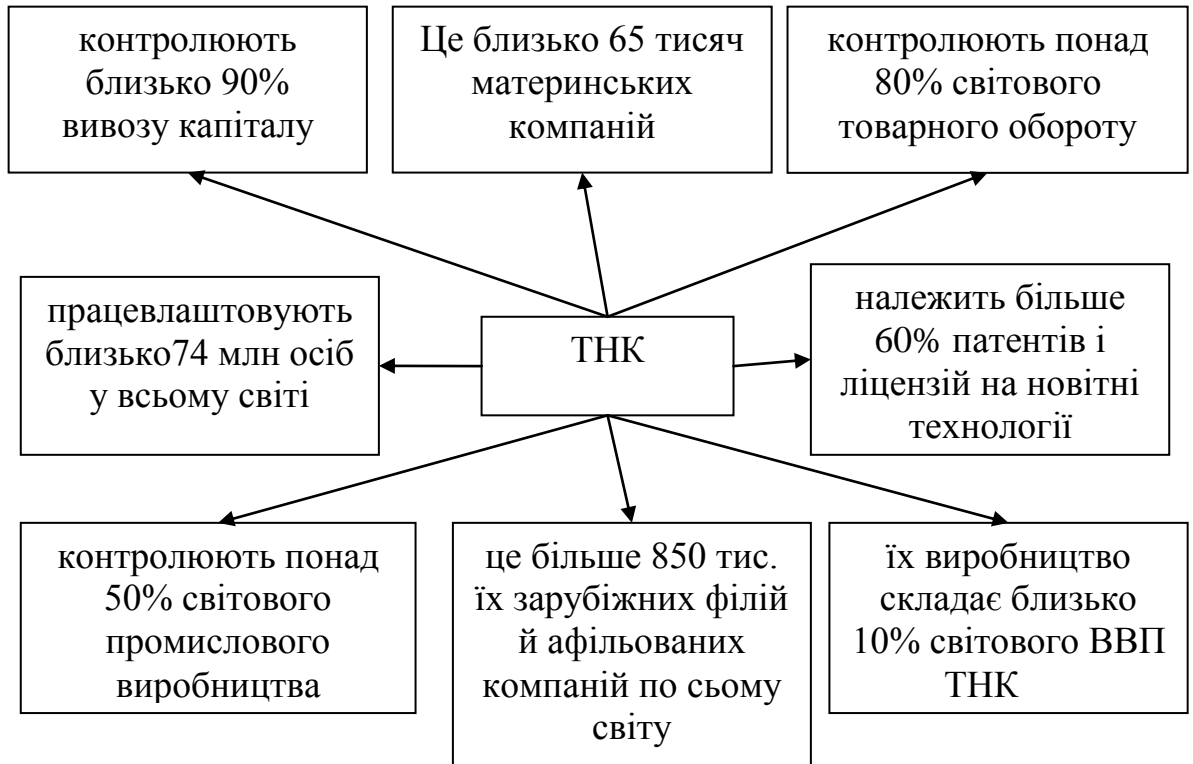 контролюють
близько 90%
вивозу капіталу
Це близько 65 тисяч
материнських
компаній
контролюють понад
80% світового
товарного обороту
працевлаштовують
близько74 млн осіб
у всьому світі
ТНК
належить більше
60% патентів і
ліцензій на новітні
технології
контролюють понад
50% світового
промислового
виробництва
це більше 850 тис.
їх зарубіжних філій
й афільованих
компаній по сьому
світу
їх виробництво
складає близько
10% світового ВВП
ТНК